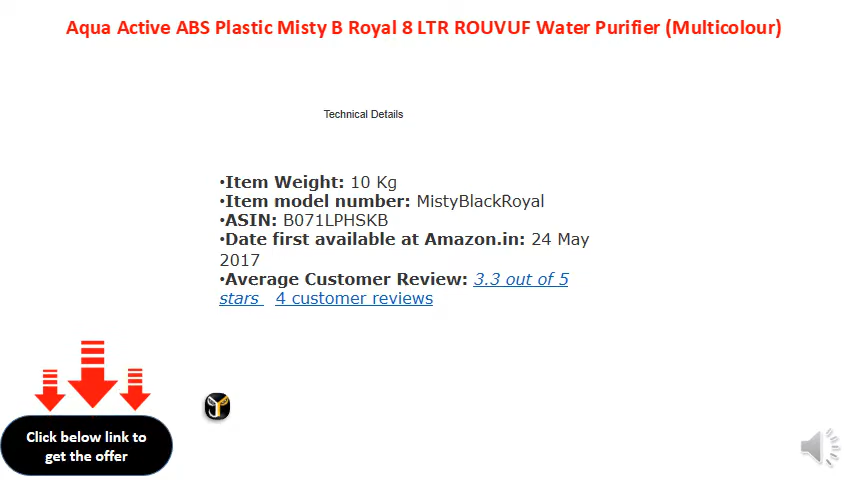 Aqua Active ABS Plastic Misty B Royal 8 LTR ROUVUF Water Purifier (Multicolour)
Technical Details
•Item Weight: 10 Kg
•Item model number: MistyBlackRoyal
•ASIN: B071LPHSKB
•Date first available at Amazon.in: 24 May
2017
•Average Customer Review: 3.3 out of 5
stars   4 customer reviews
Click below link to
get the offer